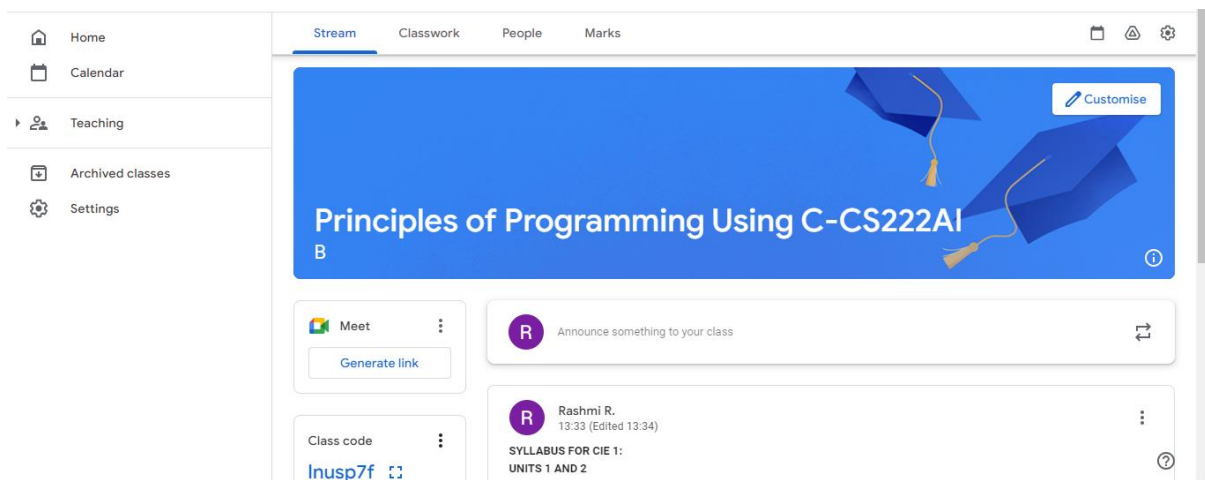 Home
Calendar
Teaching
Archived classes
Settings
Stream Classwork People Marks
Customise
Principles of Programming Using C-CS222AI
B
Meet
Generate link
Class code
lnusp7f
R Announce something to your class
R Rashmi R.
13:33 (Edited 13:34)
SYLLABUS FOR CIE 1:
UNITS 1 AND 2